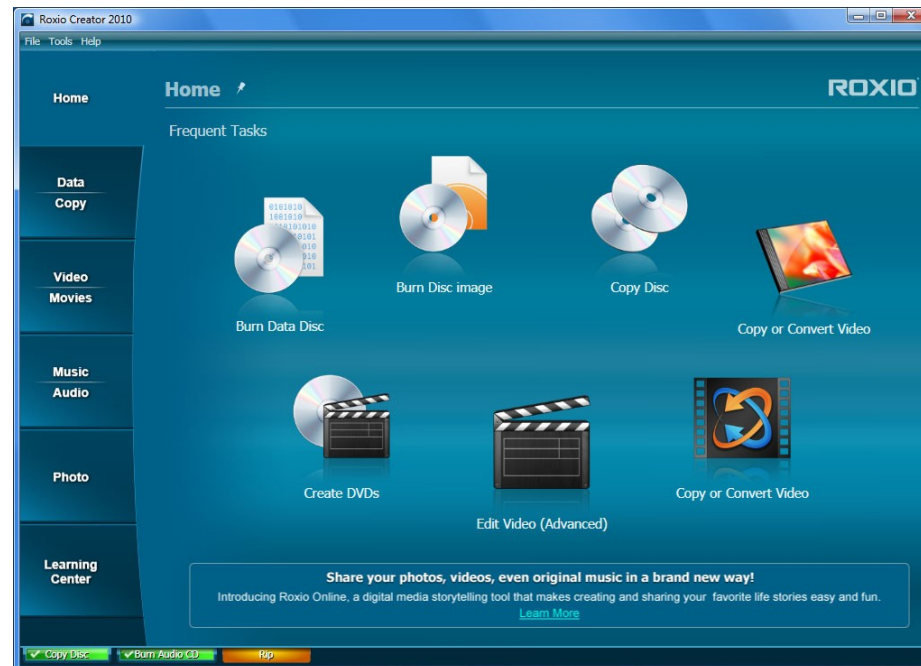 Roxio Creator 2010
File Tools Help
Home
Data
Copy
Video
Movies
Music
Audio
Photo
Learning
Center
Home
ROXIO
Frequent Tasks
Burn Data Disc
Burn Disc image
Copy Disc
Copy or Convert Video
Create DVDs
Edit Video (Advanced)
Copy or Convert Video
Share your photos, videos, even original music in a brand new way!
Introducing Roxio Online, a digital media storytelling tool that makes creating and sharing your favorite life stories easy and fun.
Learn More
Copy Disc
Burn Audio CD
Rip